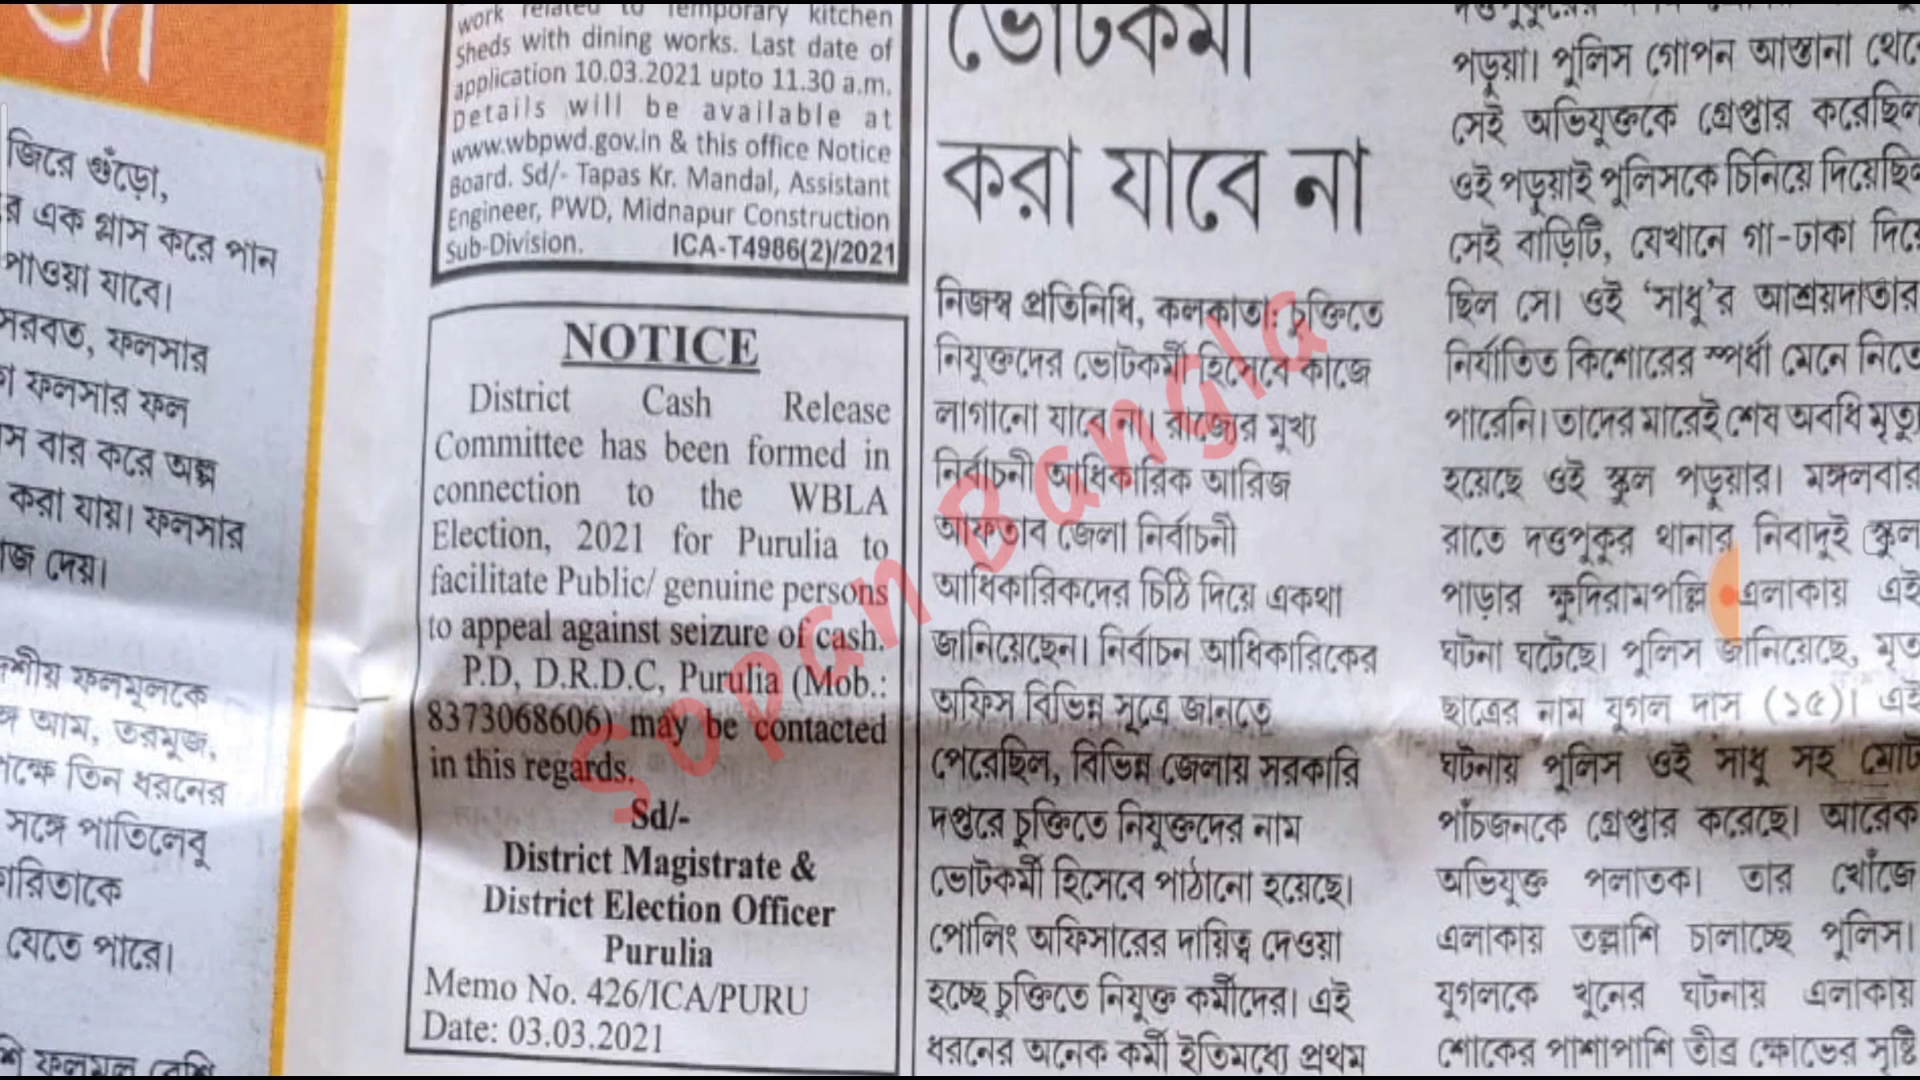 জিরে গুঁড়ো,
এক গ্লাস করে পান
পাওয়া যাবে।
সরবত, ফলসার
ফলসার ফল
বার করে অল্প
করা যায়। ফলসার
দেয়।
ফলমূলকে
আম, তরমুজ,
তিন ধরনের
সঙ্গে পাতিলেবু
যেতে পারে।
work related to Temporary kitchen
Sheds with dining works. Last date of
application 10.03.2021 upto 11.30 a.m.
Details will be available at
www.wbpwd.gov.in & this office Notice
Board. Sd/- Tapas Kr. Mandal, Assistant
Engineer, PWD, Midnapur Construction
Sub-Division. ICA-T4986(2)/2021
NOTICE
District Cash Release
Committee has been formed in
connection to the WBLA
Election, 2021 for Purulia to
facilitate Public/ genuine persons
to appeal against seizure of cash.
P.D, D.R.D.C, Purulia (Mob.:
8373068606) may be contacted
in this regards.
Sd/-
District Magistrate &
District Election Officer
Purulia
Memo No. 426/ICA/PURU
Date: 03.03.2021
ভোটকর্মী
করা যাবে না
নিজস্ব প্রতিনিধি, কলকাতা: চুক্তিতে
নিযুক্তদের ভোটকর্মী হিসেবে কাজে
লাগানো যাবে না। রাজ্যের মুখ্য
নির্বাচনী আধিকারিক আরিজ
আফতাব জেলা নির্বাচনী
আধিকারিকদের চিঠি দিয়ে একথা
জানিয়েছেন। নির্বাচন আধিকারিকের
অফিস বিভিন্ন সূত্রে জানতে
পেরেছিল, বিভিন্ন জেলায় সরকারি
দপ্তরে চুক্তিতে নিযুক্তদের নাম
ভোটকর্মী হিসেবে পাঠানো হয়েছে।
পোলিং অফিসারের দায়িত্ব দেওয়া
হচ্ছে চুক্তিতে নিযুক্ত কর্মীদের। এই
ধরনের অনেক কর্মী ইতিমধ্যে প্রথম
পড়ুয়া। পুলিস গোপন আস্তানা থেকে
সেই অভিযুক্তকে গ্রেপ্তার করেছিল
ওই পড়ুয়াই পুলিসকে চিনিয়ে দিয়েছিল
সেই বাড়িটি, যেখানে গা-ঢাকা দিয়ে
ছিল সে। ওই ‘সাধু’র আশ্রয়দাতার
নির্যাতিত কিশোরের স্পর্ধা মেনে নিতে
পারেনি। তাদের মারেই শেষ অবধি মৃত্যু
হয়েছে ওই স্কুল পড়ুয়ার। মঙ্গলবার
রাতে দত্তপুকুর থানার নিবাদুই স্কুল
পাড়ার ক্ষুদিরামপল্লি এলাকায় এই
ঘটনা ঘটেছে। পুলিস জানিয়েছে, মৃত
ছাত্রের নাম যুগল দাস (১৫)। এই
ঘটনায় পুলিস ওই সাধু সহ মোট
পাঁচজনকে গ্রেপ্তার করেছে। আরেক
অভিযুক্ত পলাতক। তার খোঁজে
এলাকায় তল্লাশি চালাচ্ছে পুলিস।
যুগলকে খুনের ঘটনায় এলাকায়
শোকের পাশাপাশি তীব্র ক্ষোভের সৃষ্টি
Sopan Bangla